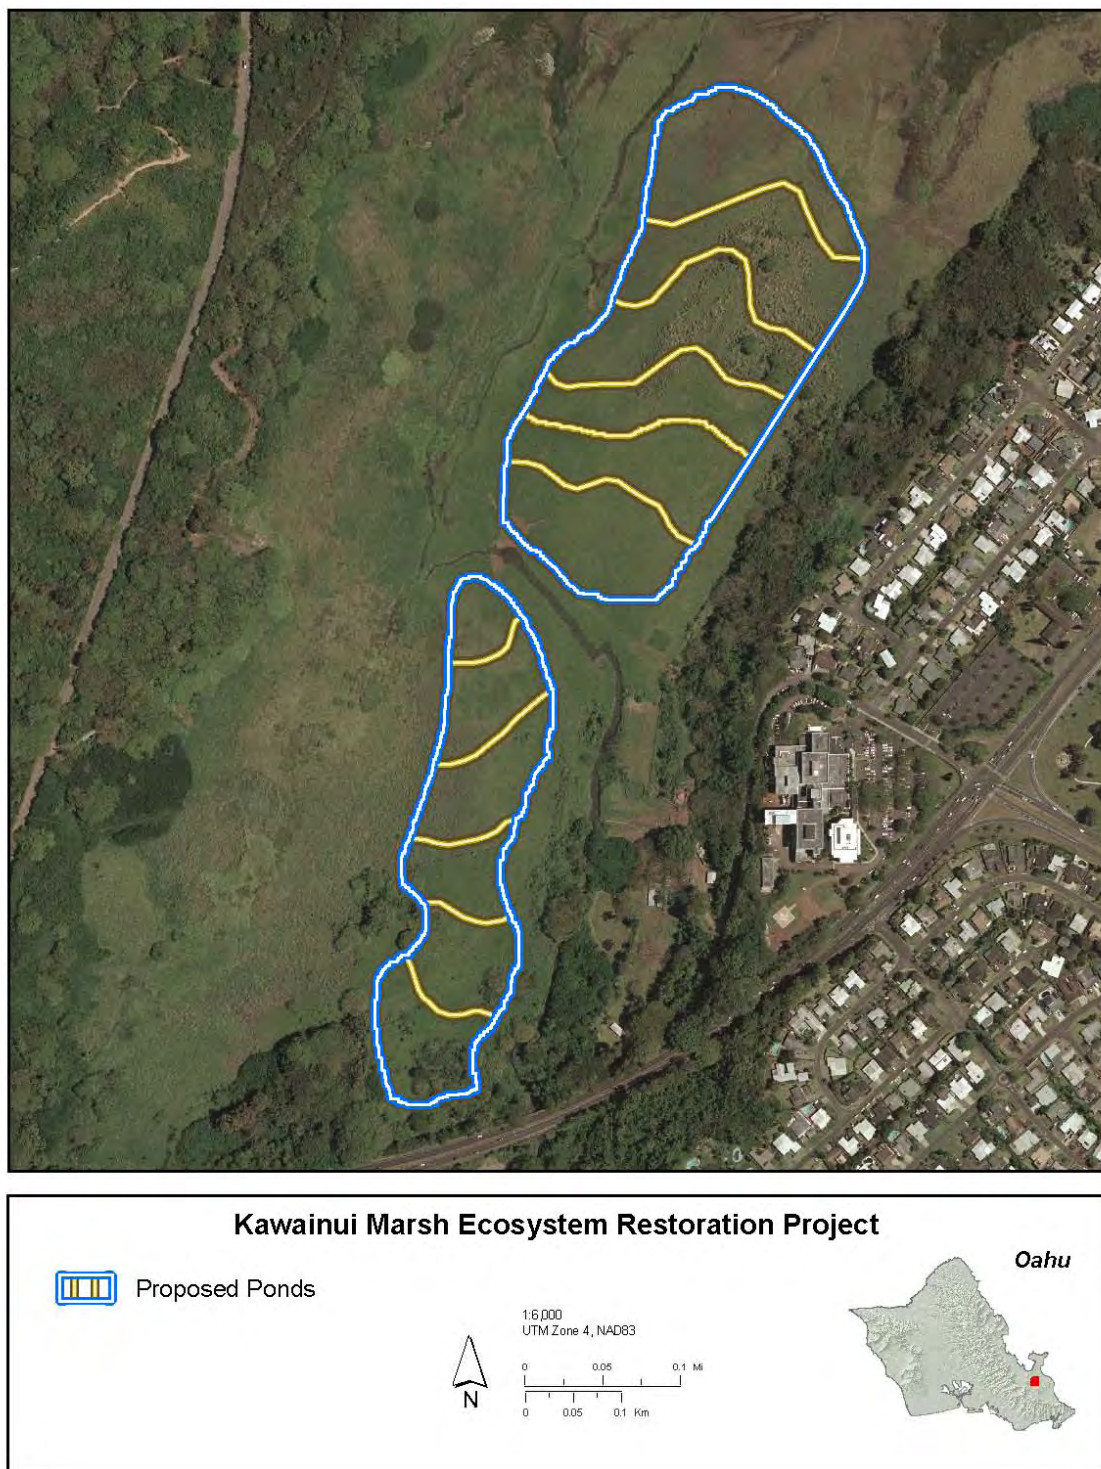 Kawainui Marsh Ecosystem Restoration Project
Oahu
Proposed Ponds
1:6,000
UTM Zone 4, NAD83
0 0.05 0.1 Mi
N
0 0.05 0.1 Km